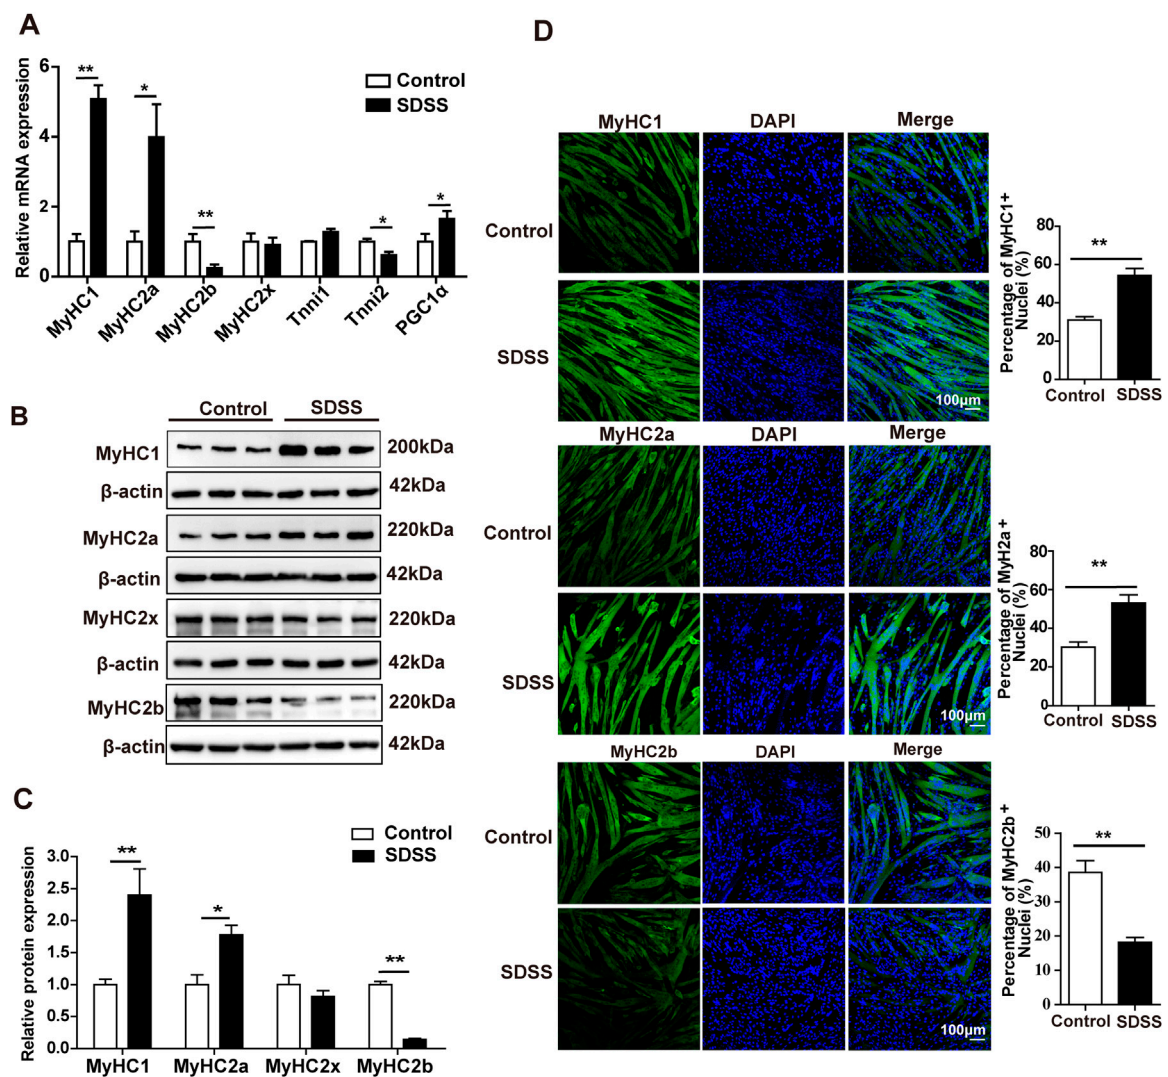 A
Relative mRNA expression
6
4
2
0
Control
SDSS
**
*
**
*
*
MyHC1
MyHC2a
MyHC2b
MyHC2x
Tnni1
Tnni2
PGC1α
B
Control SDSS
MyHC1 200kDa
β-actin 42kDa
MyHC2a 220kDa
β-actin 42kDa
MyHC2x 220kDa
β-actin 42kDa
MyHC2b 220kDa
β-actin 42kDa
C
Relative protein expression
3.0
2.5
2.0
1.5
1.0
0.5
0.0
Control
SDSS
**
*
**
MyHC1 MyHC2a MyHC2x MyHC2b
D
MyHC1 DAPI Merge
Control
SDSS
100μm
Percentage of MyHC1+
Nuclei (%)
80
60
40
20
0
**
Control SDSS
MyHC2a DAPI Merge
Control
SDSS
100μm
Percentage of MyH2a+
Nuclei (%)
80
60
40
20
0
**
Control SDSS
MyHC2b DAPI Merge
Control
SDSS
100μm
Percentage of MyHC2b+
Nuclei (%)
50
40
30
20
10
0
**
Control SDSS